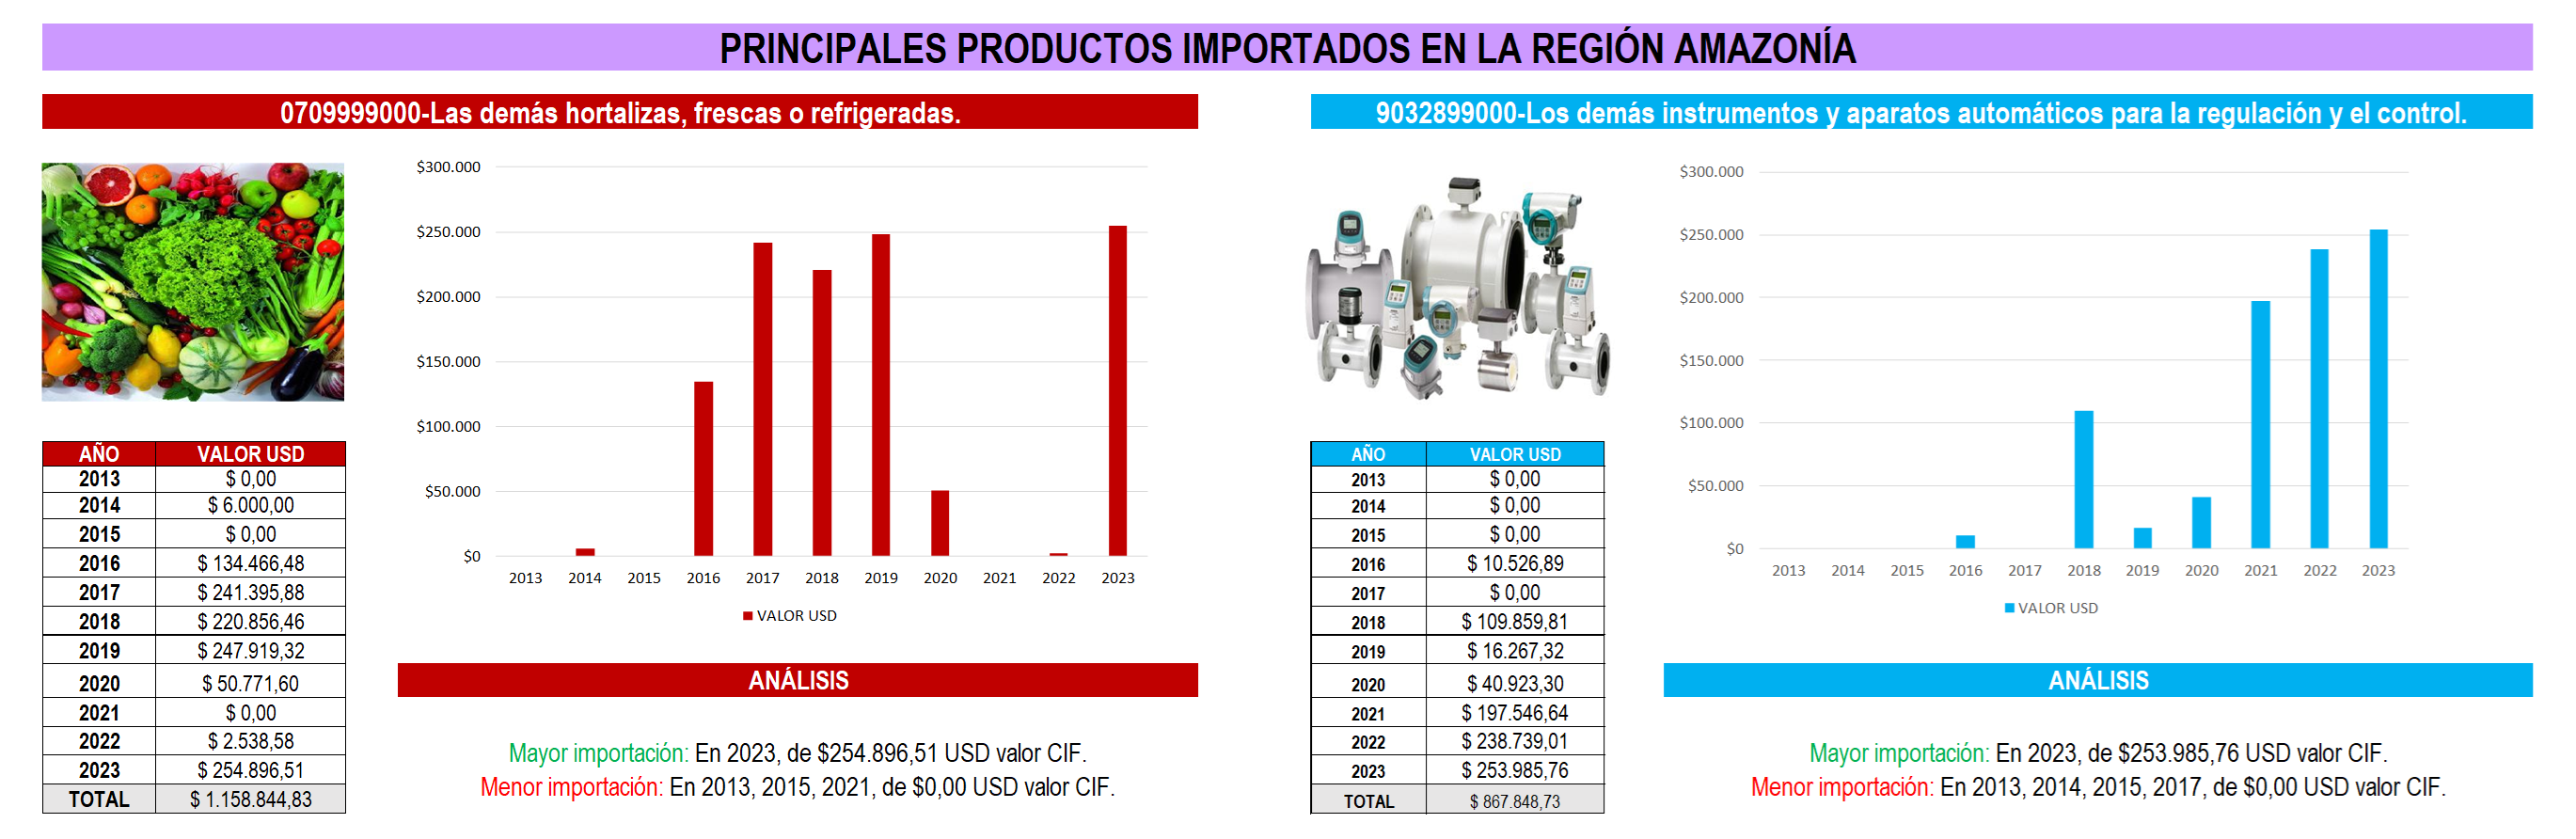 PRINCIPALES PRODUCTOS IMPORTADOS EN LA REGIÓN AMAZONÍA
0709999000-Las demás hortalizas, frescas o refrigeradas.
$300.000
$250.000
$200.000
$150.000
$100.000
$50.000
$0
2013 2014 2015 2016 2017 2018 2019 2020 2021 2022 2023
VALOR USD
AÑO VALOR USD
2013 $ 0,00
2014 $ 6.000,00
2015 $ 0,00
2016 $ 134.466,48
2017 $ 241.395,88
2018 $ 220.856,46
2019 $ 247.919,32
2020 $ 50.771,60
2021 $ 0,00
2022 $ 2.538,58
2023 $ 254.896,51
TOTAL $ 1.158.844,83
ANÁLISIS
Mayor importación: En 2023, de $254.896,51 USD valor CIF.
Menor importación: En 2013, 2015, 2021, de $0,00 USD valor CIF.
9032899000-Los demás instrumentos y aparatos automáticos para la regulación y el control.
$300.000
$250.000
$200.000
$150.000
$100.000
$50.000
$0
2013 2014 2015 2016 2017 2018 2019 2020 2021 2022 2023
VALOR USD
AÑO VALOR USD
2013 $ 0,00
2014 $ 0,00
2015 $ 0,00
2016 $ 10.526,89
2017 $ 0,00
2018 $ 109.859,81
2019 $ 16.267,32
2020 $ 40.923,30
2021 $ 197.546,64
2022 $ 238.739,01
2023 $ 253.985,76
TOTAL $ 867.848,73
ANÁLISIS
Mayor importación: En 2023, de $253.985,76 USD valor CIF.
Menor importación: En 2013, 2014, 2015, 2017, de $0,00 USD valor CIF.